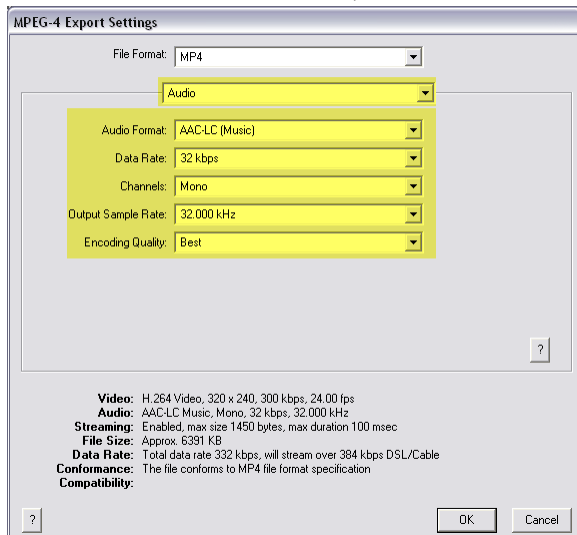 MPEG-4 Export Settings
File Format: MP4
Audio
Audio Format: AAC-LC (Music)
Data Rate: 32 kbps
Channels: Mono
Output Sample Rate: 32.000 kHz
Encoding Quality: Best
?
Video: H.264 Video, 320 x 240, 300 kbps, 24.00 fps
Audio: AAC-LC Music, Mono, 32 kbps, 32.000 kHz
Streaming: Enabled, max size 1450 bytes, max duration 100 msec
File Size: Approx. 6391 KB
Data Rate: Total data rate 332 kbps, will stream over 384 kbps DSL/Cable
Conformance: The file conforms to MP4 file format specification
Compatibility:
? OK Cancel